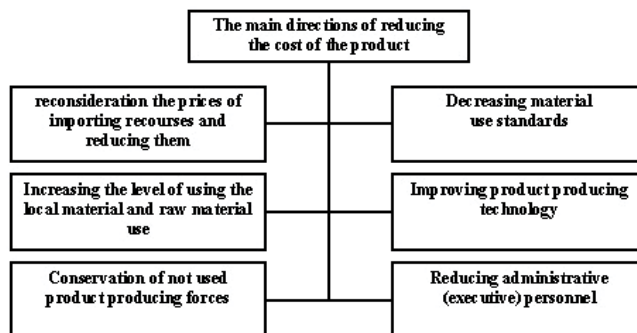 The main directions of reducing
the cost of the product
reconsideration the prices of
importing recourses and
reducing them
Decreasing material
use standards
Increasing the level of using the
local material and raw material
use
Improving product producing
technology
Conservation of not used
product producing forces
Reducing administrative
(executive) personnel